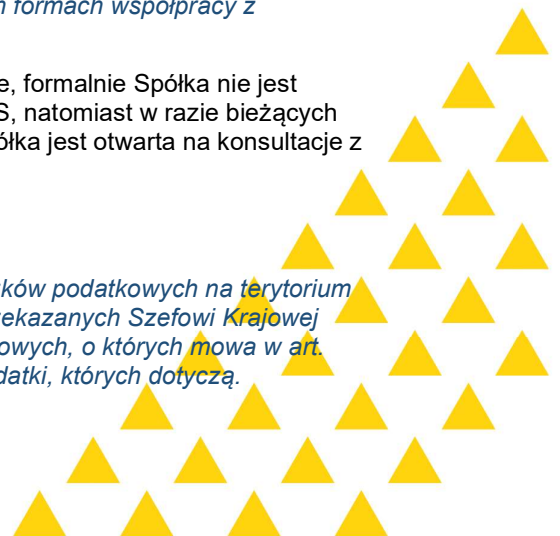 formach współpracy z
e, formalnie Spółka nie jest
S, natomiast w razie bieżących
ółka jest otwarta na konsultacje z
ków podatkowych na terytorium
ekazanych Szefowi Krajowej
owych, o których mowa w art.
datki, których dotyczą.